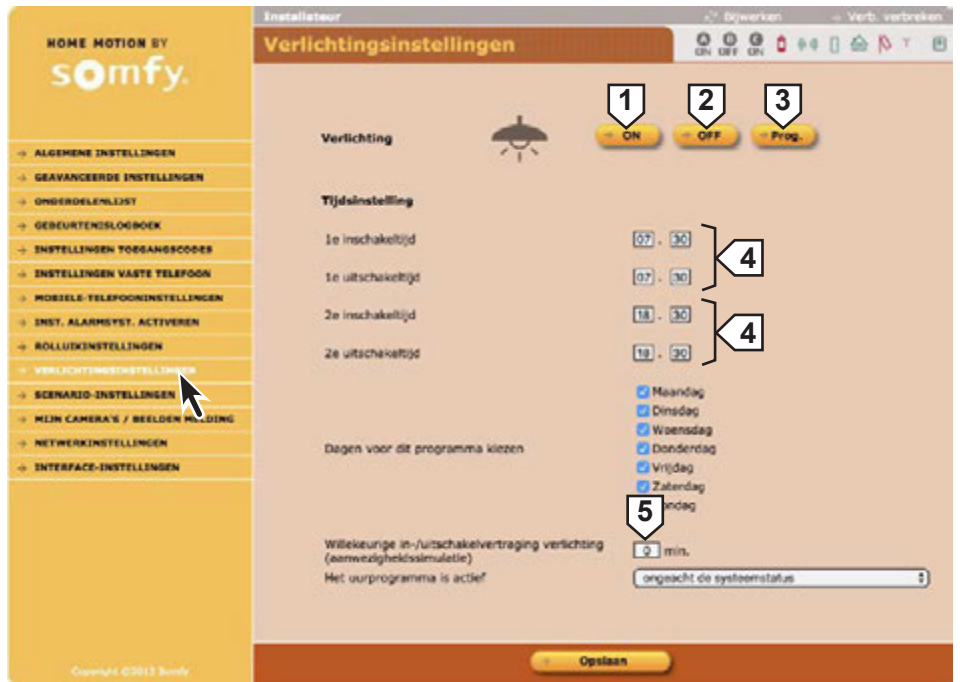 Installateur
Bijwerken
Verb. verbreken
HOME MOTION BY
somfy.
Verlichtingsinstellingen
A B C
ON OFF ON
1
2
3
Verlichting
ON
OFF
Prog.
ALGEMENE INSTELLINGEN
GEAVANCEERDE INSTELLINGEN
ONDERDELENLIJST
GEBEURTENISLOGBOEK
INSTELLINGEN TOEGANGSCODES
INSTELLINGEN VASTE TELEFOON
MOBIELE-TELEFOONINSTELLINGEN
INST. ALARMSYST. ACTIVEREN
ROLLUIKINSTELLINGEN
VERLICHTINGSINSTELLINGEN
SCENARIO-INSTELLINGEN
MIJN CAMERA'S / BEELDEN MELDING
NETWERKINSTELLINGEN
INTERFACE-INSTELLINGEN
Tijdsinstelling
1e inschakeltijd 07 . 30
4
1e uitschakeltijd 07 . 30
2e inschakeltijd 18 . 30
4
2e uitschakeltijd 18 . 30
Dagen voor dit programma kiezen
Maandag
Dinsdag
Woensdag
Donderdag
Vrijdag
Zaterdag
ondag
5
Willekeurige in-/uitschakelvertraging verlichting
(aanwezigheidssimulatie)
0 min.
Het uurprogramma is actief
ongeacht de systeemstatus
Opslaan
Copyright ©2013 Somfy